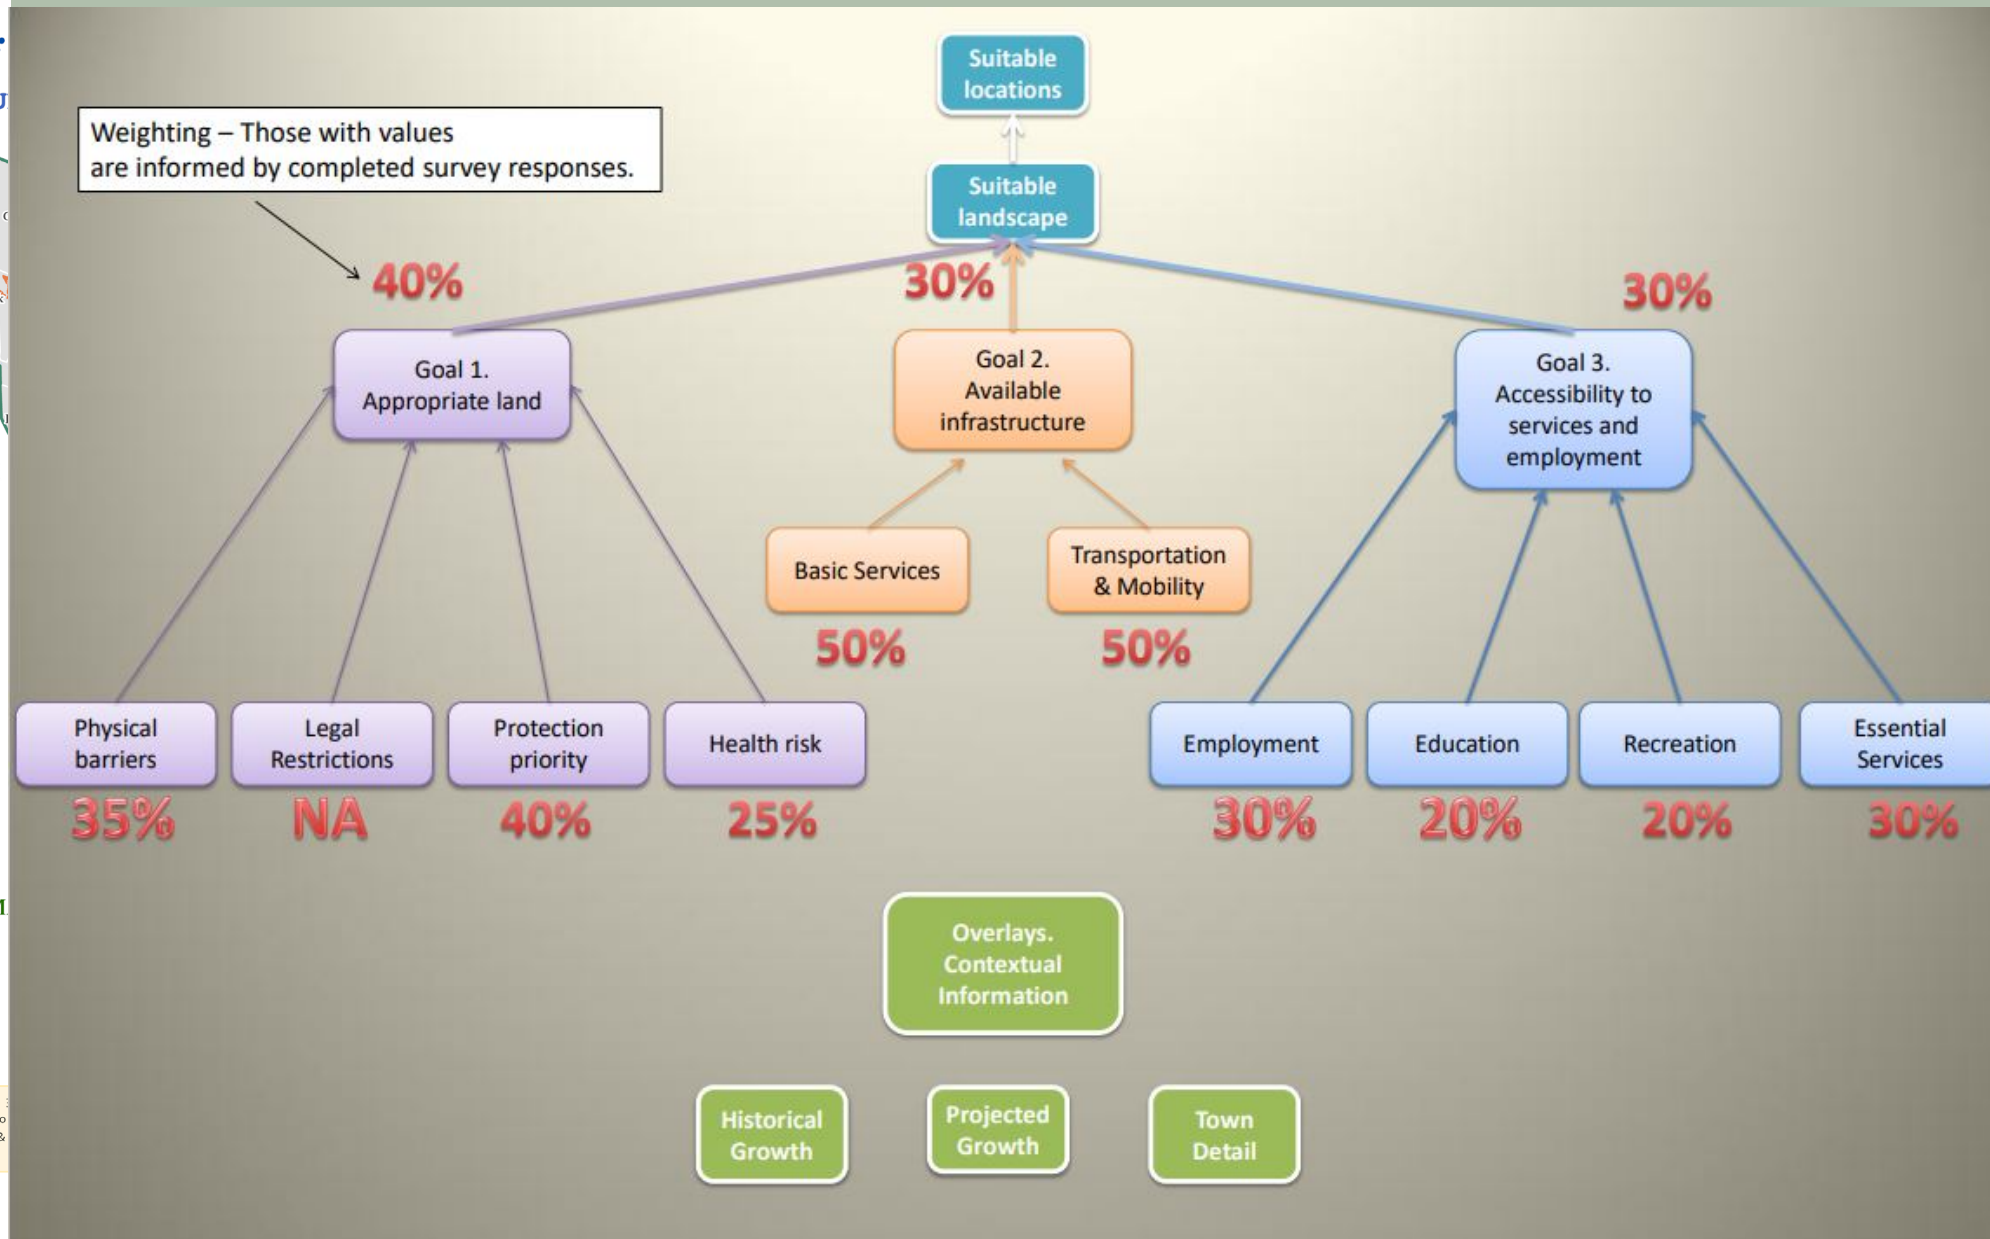 Suitable
locations
Weighting – Those with values
are informed by completed survey responses.
Suitable
landscape
40%
30%
30%
Goal 1.
Appropriate land
Goal 2.
Available
infrastructure
Goal 3.
Accessibility to
services and
employment
Basic Services
Transportation
& Mobility
50%
50%
Physical
barriers
Legal
Restrictions
Protection
priority
Health risk
Employment
Education
Recreation
Essential
Services
35%
NA
40%
25%
30%
20%
20%
30%
Overlays.
Contextual
Information
Historical
Growth
Projected
Growth
Town
Detail